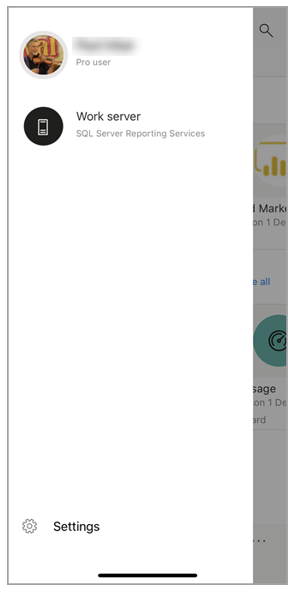 Pro user
Work server
SQL Server Reporting Services
d Marke
on 1 De
e all
sage
on 1 De
ard
Settings
...